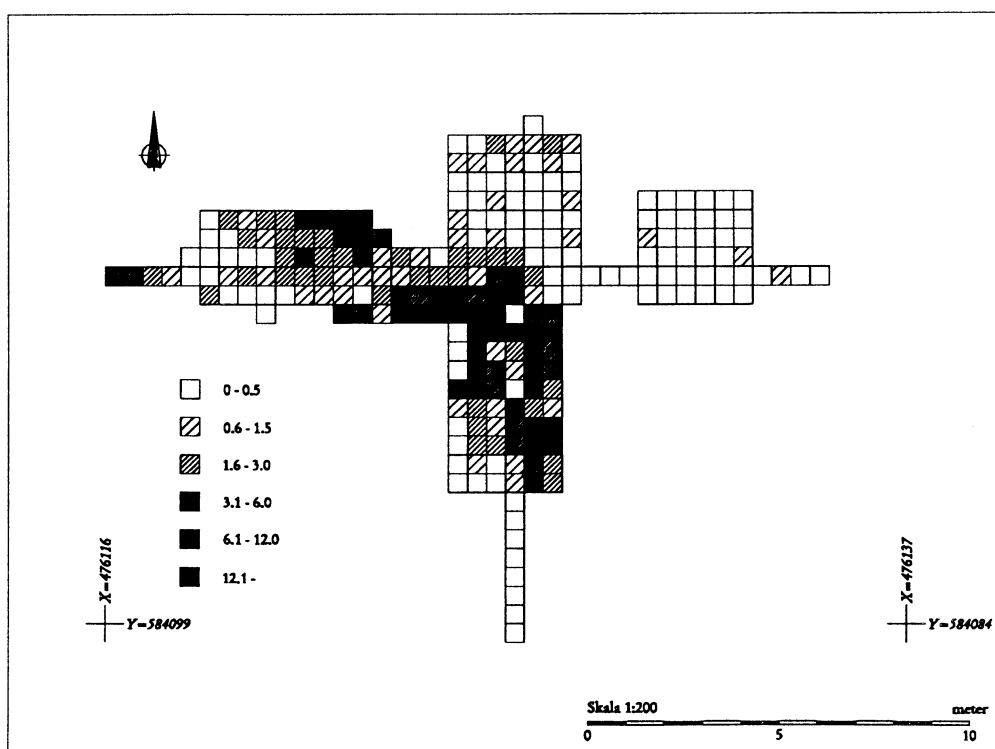 0 - 0.5
0.6 - 1.5
1.6 - 3.0
3.1 - 6.0
6.1 - 12.0
12.1 -
X=476116
Y=584099
X=476137
Y=584084
Skala 1:200 meter
0 5 10